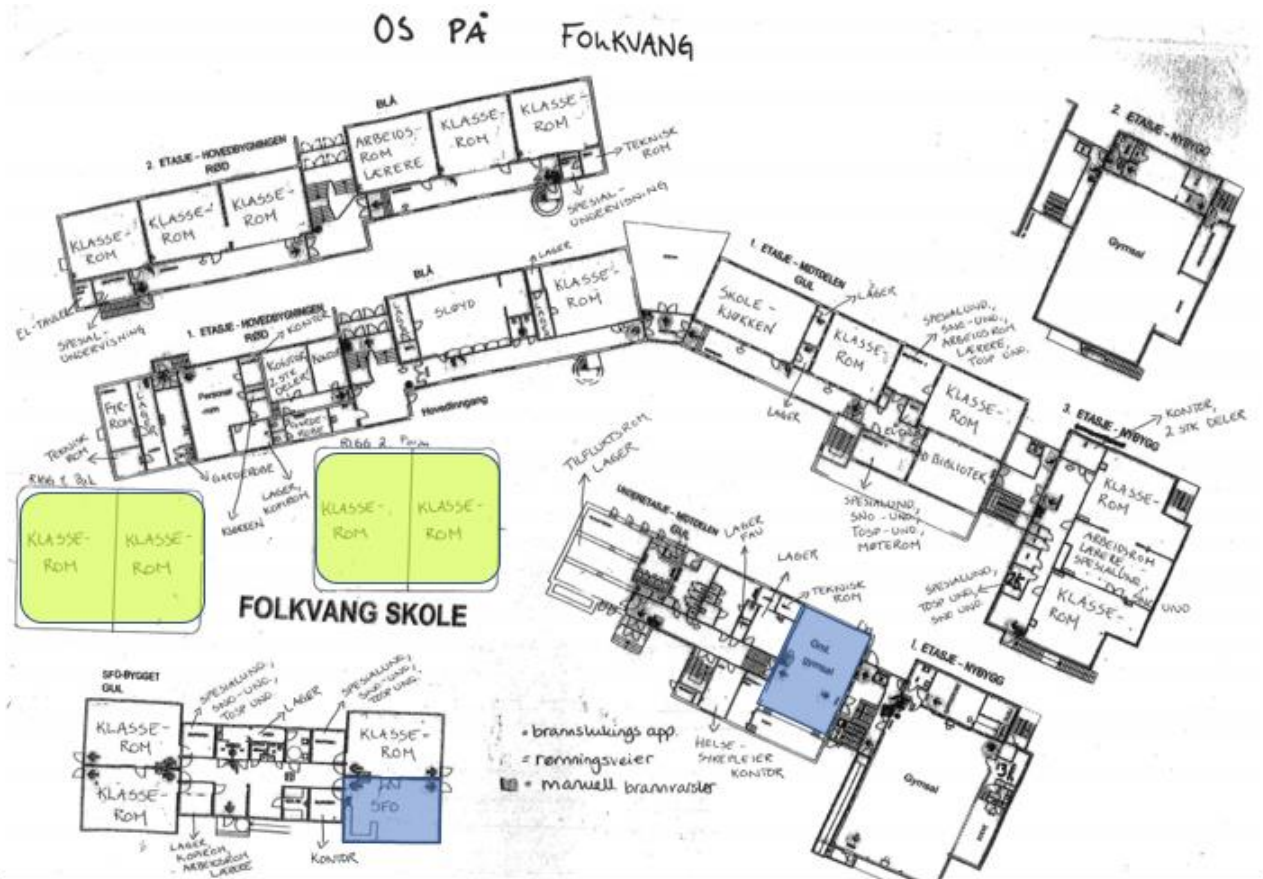 OS PÅ FOLKVANG
2. ETASJE - HOVEDBYGNINGEN
RØD
BLÅ
KLASSE-
ROM
KLASSE-
ROM
KLASSE-
ROM
ARBEIDS-
ROM
LÆRERE
KLASSE-
ROM
KLASSE-
ROM
TEKNISK
ROM
SPESIAL-
UNDERVISNING
EL-TAVLER
SPESIAL-
UNDERVISNING
2. ETASJE - NYBYGG
Gymsal
1. ETASJE - HOVEDBYGNINGEN
RØD
KONTOR
BLÅ
LAGER
FYR-
ROM
Personal
-rom
KONTOR
2 STK
DELER
SLØYD
KLASSE-
ROM
Hovedinngang
TEKNISK
ROM
GARDEROBE
KJØKKEN
LAGER,
KOPIROM
1. ETASJE - MIDTDELEN
GUL
SKOLE-
KJØKKEN
LAGER
KLASSE-
ROM
LAGER
SPESIALUND.,
SNO-UND.,
ARBEIDSROM
LÆRERE,
TOSP UND.
KLASSE-
ROM
BIBLIOTEK
SPESIALUND,
SNO-UND,
TOSP-UND,
MØTEROM
3. ETASJE - NYBYGG
KONTOR,
2 STK DELER
KLASSE-
ROM
ARBEIDSROM
LÆRERE,
SPESIALUND,
SNO UND
KLASSE-
ROM
SPESIALUND,
TOSP UND,
SNO UND.
RIGG 2.
KLASSE-
ROM
KLASSE-
ROM
RIGG 1.
KLASSE-
ROM
KLASSE-
ROM
FOLKVANG SKOLE
TILFLUKTSROM
LAGER
UNDERETASJE - MIDTDELEN
GUL
LAGER
FAU
LAGER
TEKNISK
ROM
Gml.
gymsal
HELSE-
SYKEPLEIER
KONTOR
1. ETASJE - NYBYGG
Gymsal
SFO-BYGGET
GUL
SPESIALUND,
SNO-UND,
TOSP UND.
LAGER
SPESIALUND,
SNO-UND,
TOSP UND.
KLASSE-
ROM
KLASSE-
ROM
KLASSE-
ROM
SFO
LAGER,
KOPIROM,
ARBEIDSROM
LÆRERE
KONTOR
= brannslukings app.
= rømningsveier
= manuell brannvarsler